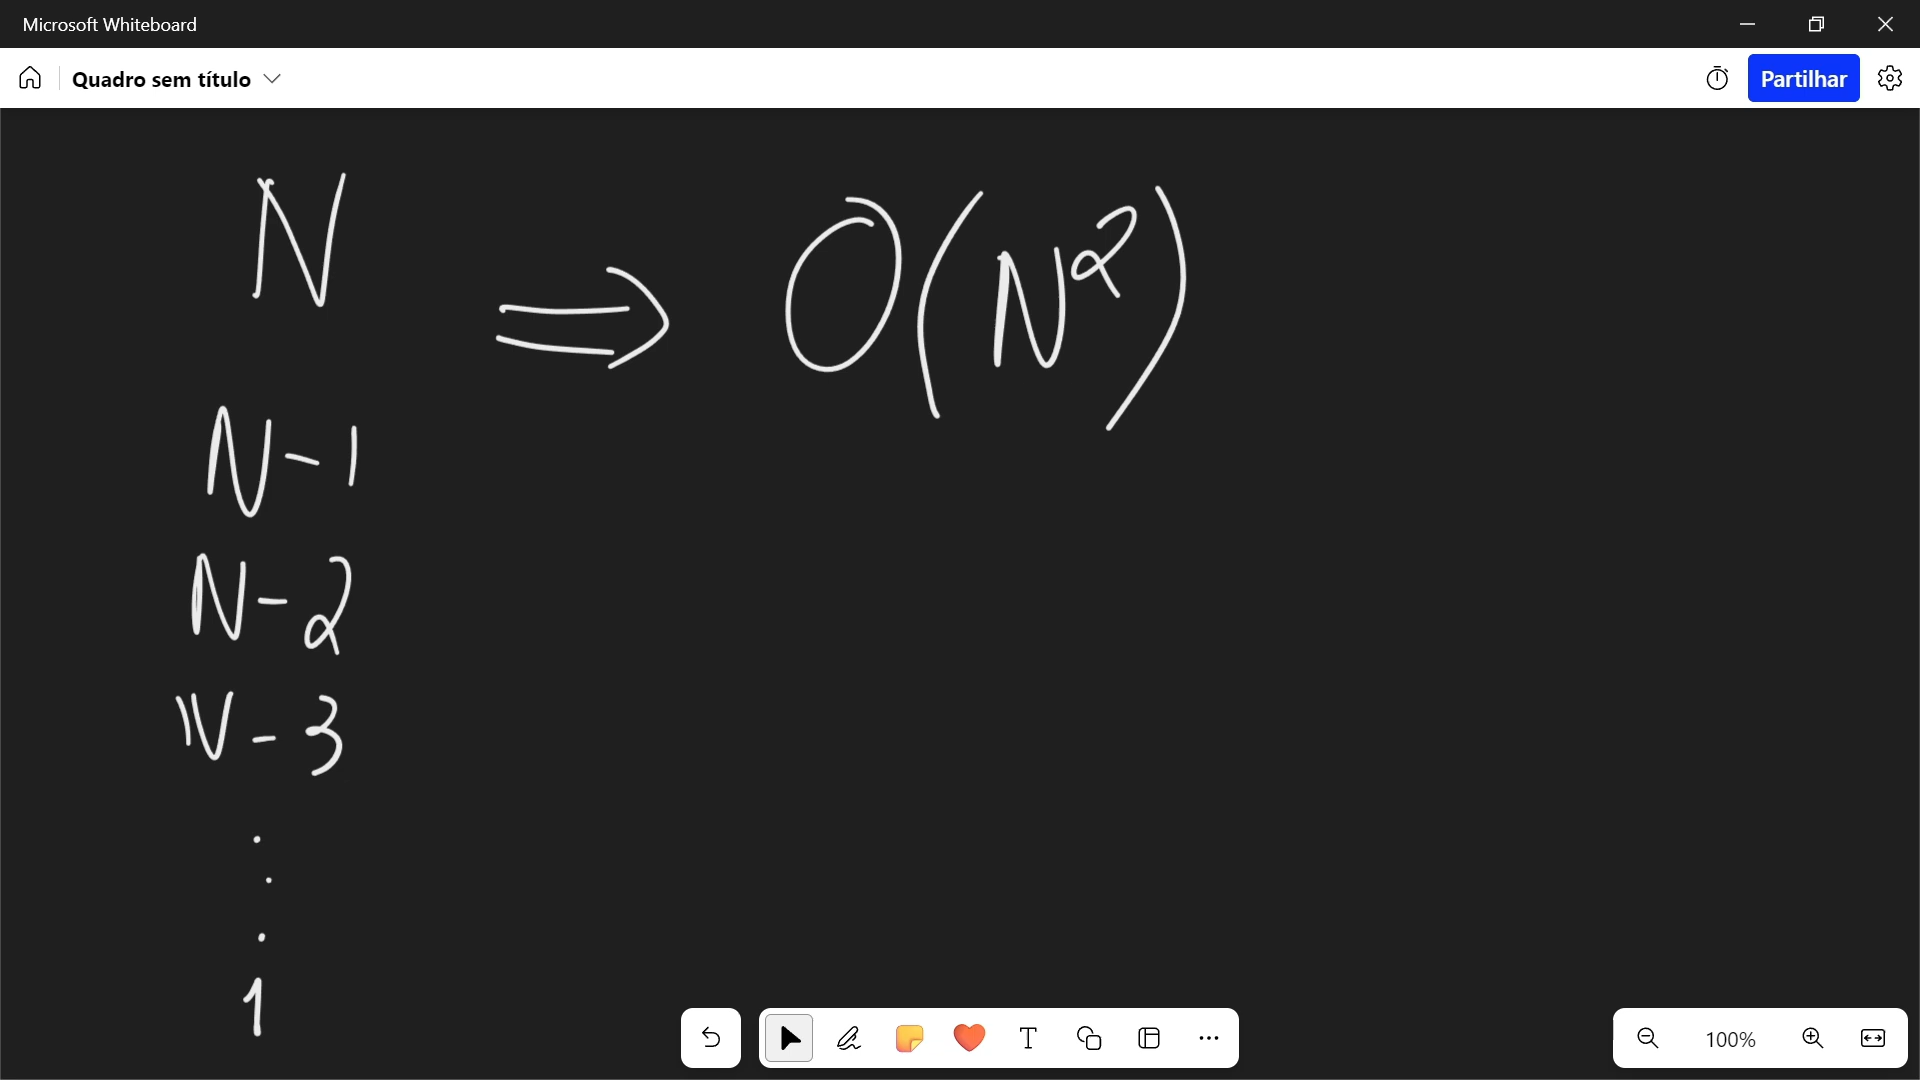 Microsoft Whiteboard
Quadro sem título
Partilhar
N ⇒ O(N²)
N-1
N-2
N-3
.
.
.
1
T
100%